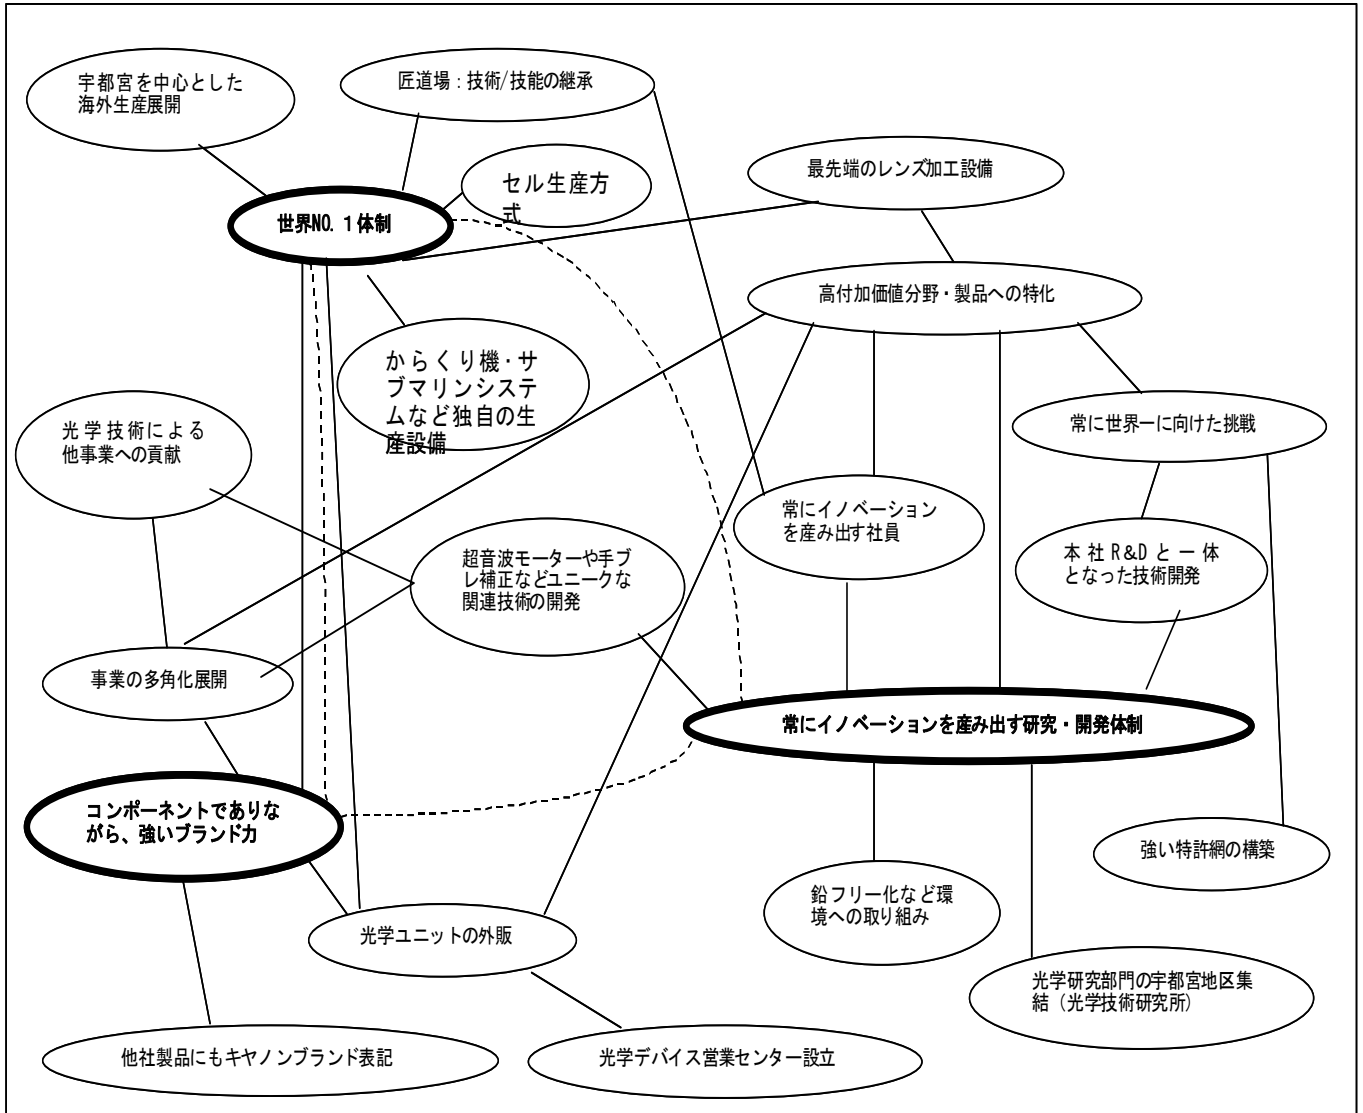 宇都宮を中心とした
海外生産展開
匠道場：技術/技能の継承
セル生産方
式
最先端のレンズ加工設備
世界NO.１体制
高付加価値分野・製品への特化
からくり機・サ
ブマリンシステ
ムなど独自の生
産設備
光学技術による
他事業への貢献
常に世界一に向けた挑戦
常にイノベーション
を産み出す社員
超音波モーターや手ブ
レ補正などユニークな
関連技術の開発
本社R&Dと一体
となった技術開発
事業の多角化展開
常にイノベーションを産み出す研究・開発体制
コンポーネントでありな
がら、強いブランド力
強い特許網の構築
鉛フリー化など環
境への取り組み
光学ユニットの外販
光学研究部門の宇都宮地区集
結（光学技術研究所）
他社製品にもキヤノンブランド表記
光学デバイス営業センター設立